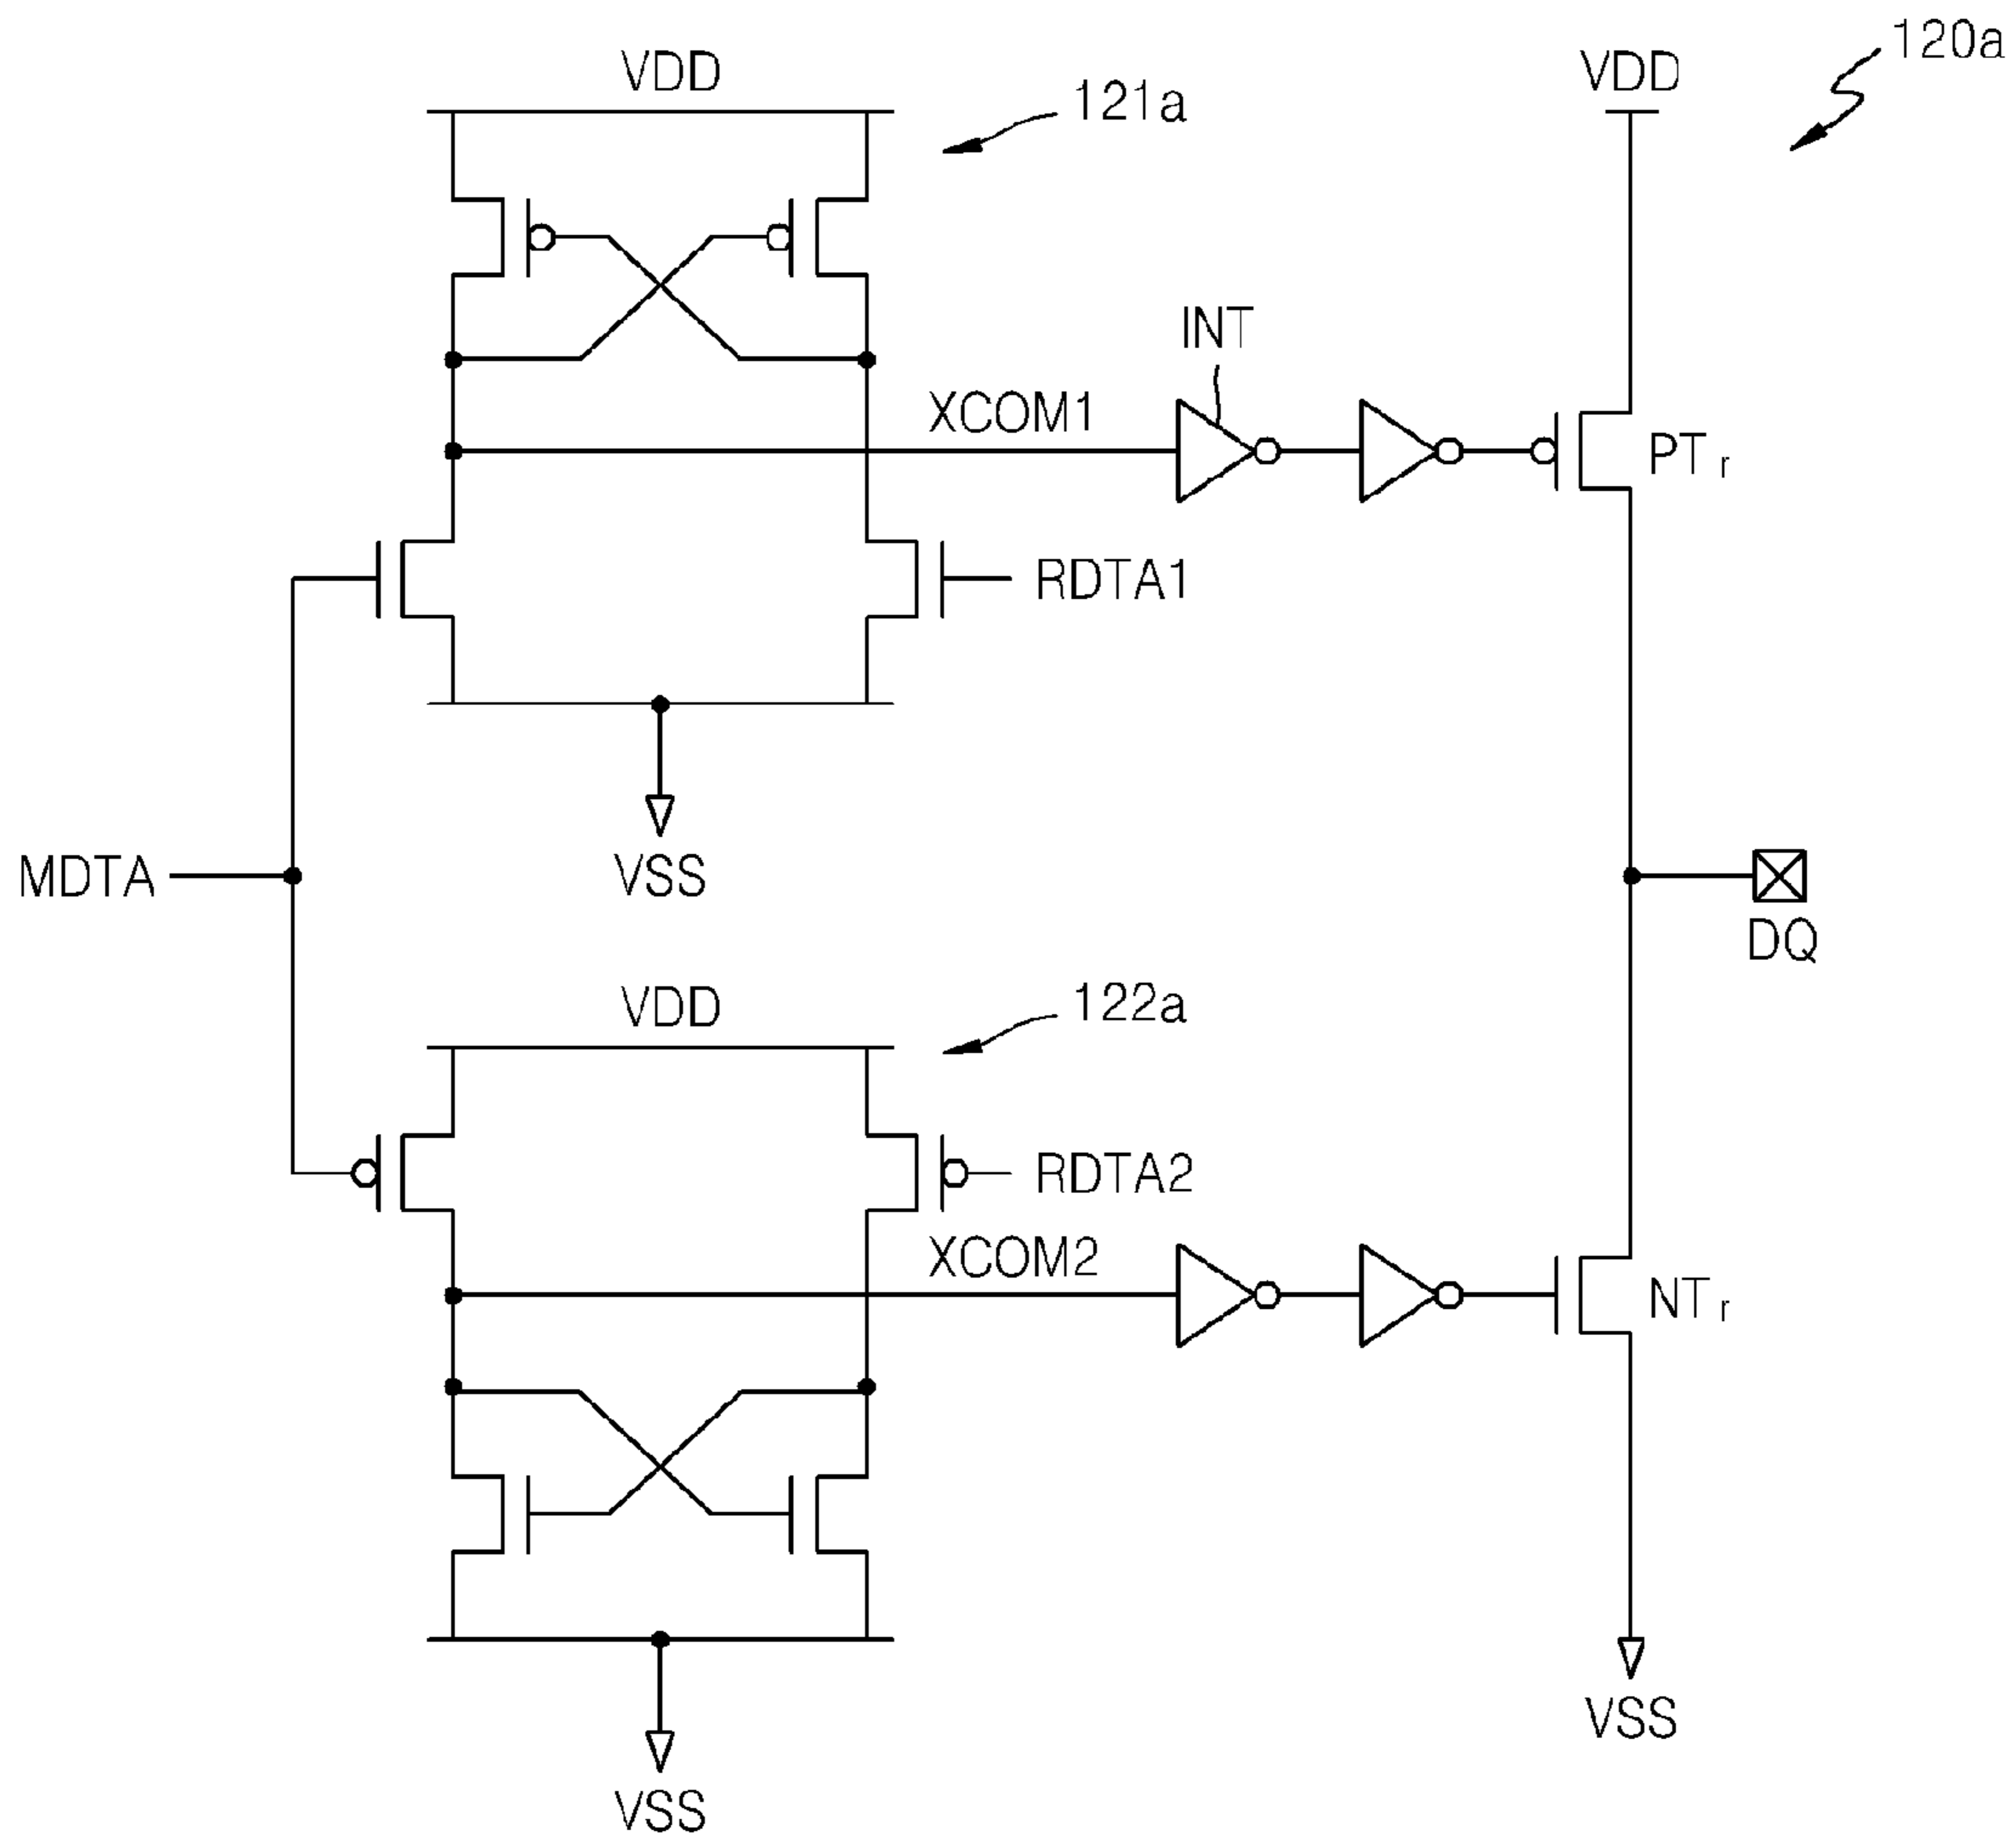 120a
VDD
VDD
121a
INT
XCOM1
PTr
RDTA1
MDTA
VSS
DQ
VDD
122a
RDTA2
XCOM2
NTr
VSS
VSS